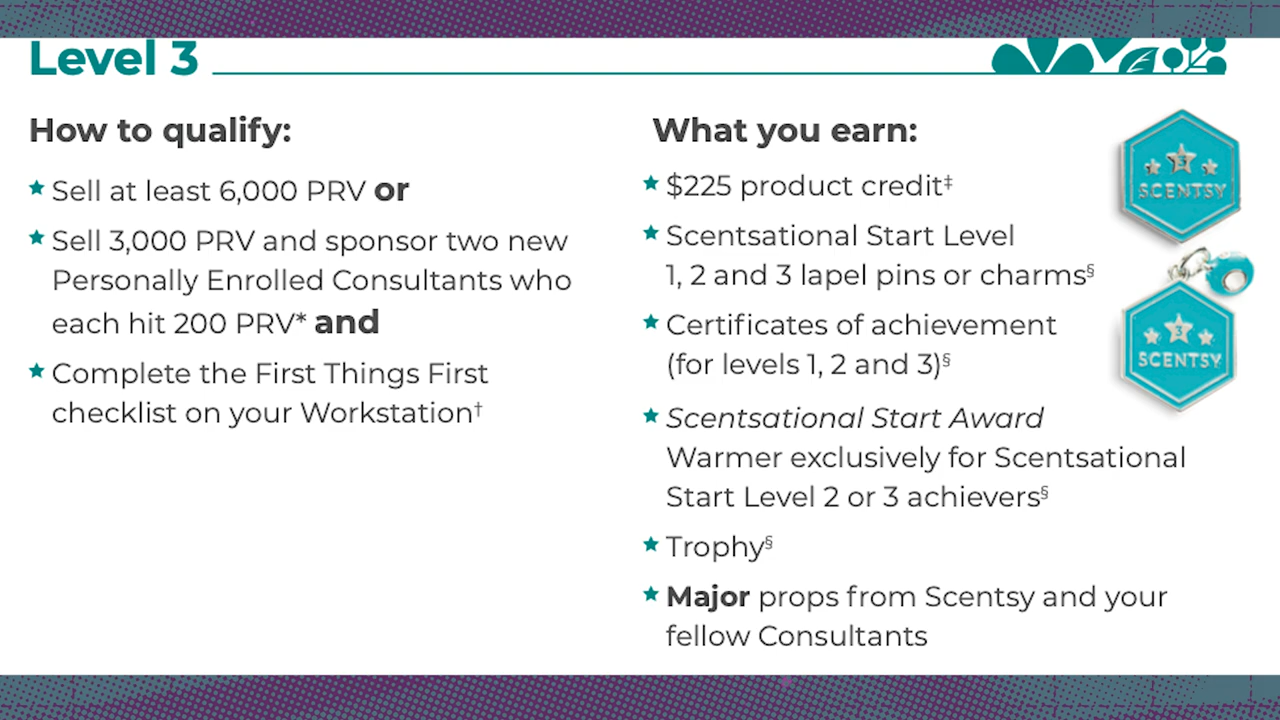 Level 3
How to qualify:
Sell at least 6,000 PRV or
Sell 3,000 PRV and sponsor two new
Personally Enrolled Consultants who
each hit 200 PRV* and
Complete the First Things First
checklist on your Workstation†
What you earn:
$225 product credit‡
Scentsational Start Level
1, 2 and 3 lapel pins or charms§
Certificates of achievement
(for levels 1, 2 and 3)§
Scentsational Start Award
Warmer exclusively for Scentsational
Start Level 2 or 3 achievers§
Trophy§
Major props from Scentsy and your
fellow Consultants
3
SCENTSY
3
SCENTSY